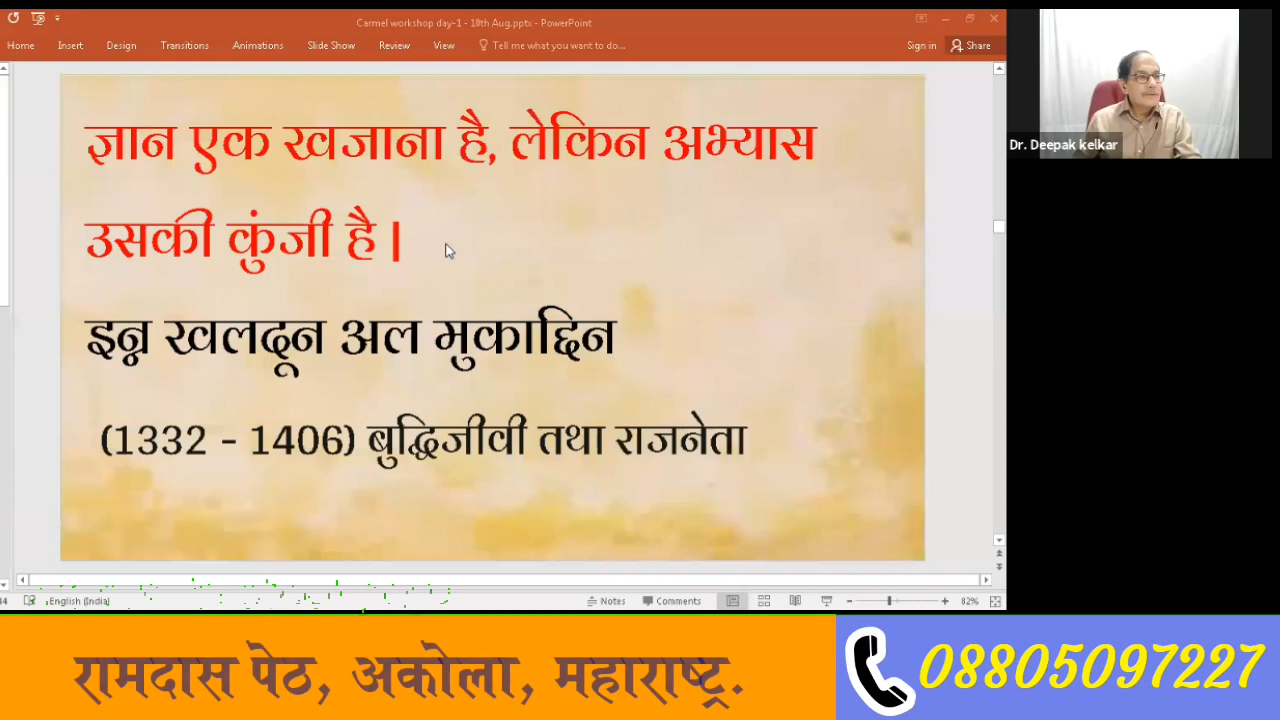 Carmel workshop day-1 - 10th Aug.pptx - PowerPoint
Home Insert Design Transitions Animations Slide Show Review View Tell me what you want to do... Sign in Share
ज्ञान एक खजाना है, लेकिन अभ्यास
उसकी कुंजी है |
इब्न खलदून अल मुकाद्दिन
(1332 - 1406) बुद्धिजीवी तथा राजनेता
Dr. Deepak kelkar
English (India) Notes Comments 82%
रामदास पेठ, अकोला, महाराष्ट्र.
08805097227